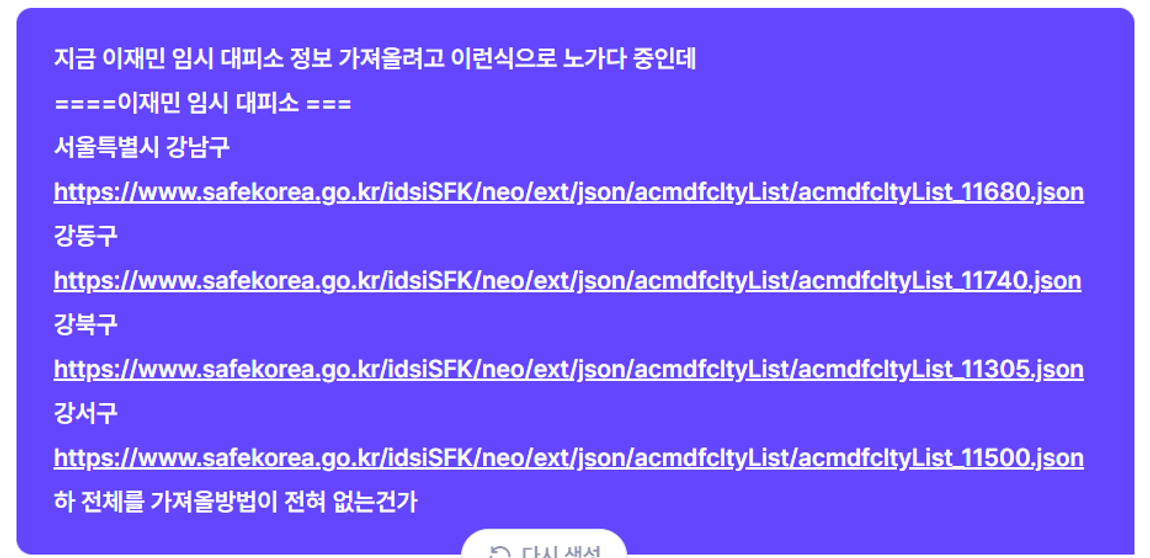 지금 이재민 임시 대피소 정보 가져올려고 이런식으로 노가다 중인데
====이재민 임시 대피소 ===
서울특별시 강남구
https://www.safekorea.go.kr/idsiSFK/neo/ext/json/acmdfcltyList/acmdfcltyList_11680.json
강동구
https://www.safekorea.go.kr/idsiSFK/neo/ext/json/acmdfcltyList/acmdfcltyList_11740.json
강북구
https://www.safekorea.go.kr/idsiSFK/neo/ext/json/acmdfcltyList/acmdfcltyList_11305.json
강서구
https://www.safekorea.go.kr/idsiSFK/neo/ext/json/acmdfcltyList/acmdfcltyList_11500.json
하 전체를 가져올방법이 전혀 없는건가
다시 생성